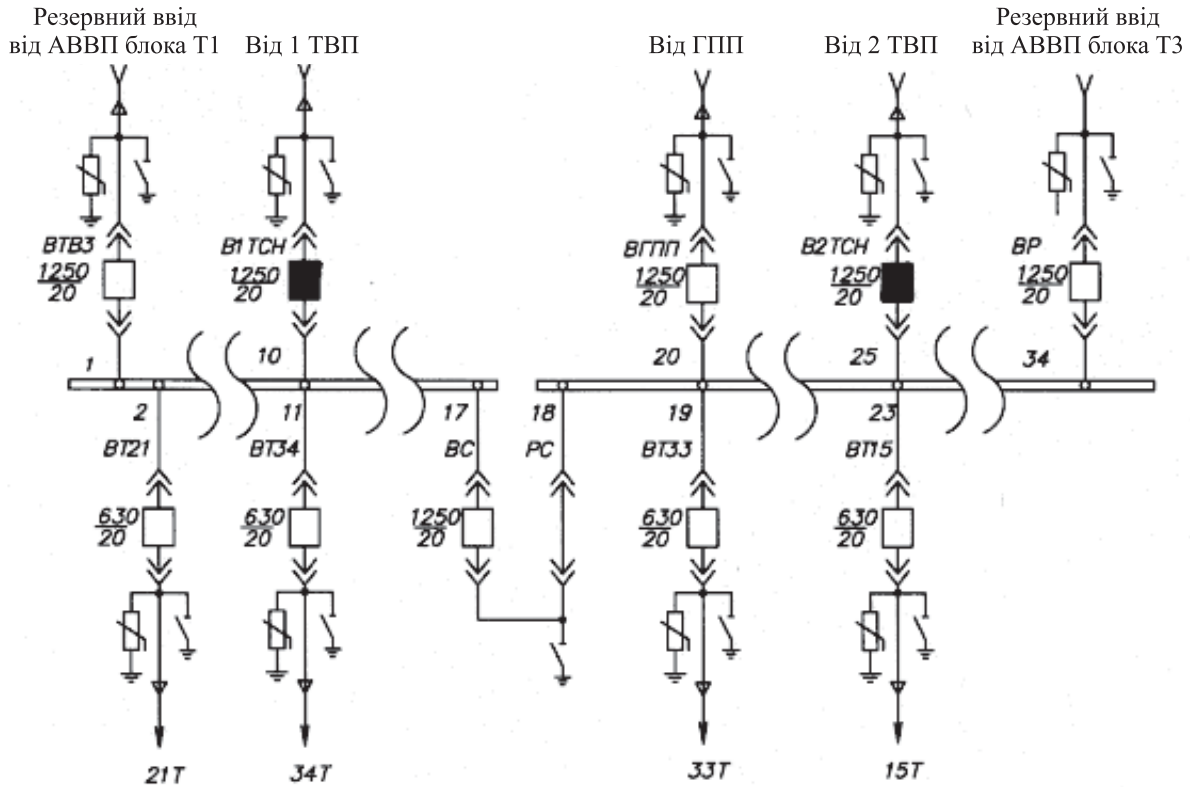 Резервний ввід
від АВВП блока Т1
Від 1 ТВП
Від ГПП
Від 2 ТВП
Резервний ввід
від АВВП блока Т3
ВТВ3
1250
20
В1ТСН
1250
20
ВГПП
1250
20
В2ТСН
1250
20
ВР
1250
20
1
10
20
25
34
2
11
17
18
19
23
ВТ21
ВТ34
ВС
РС
ВТ33
ВТ15
630
20
630
20
1250
20
630
20
630
20
21Т
34Т
33Т
15Т